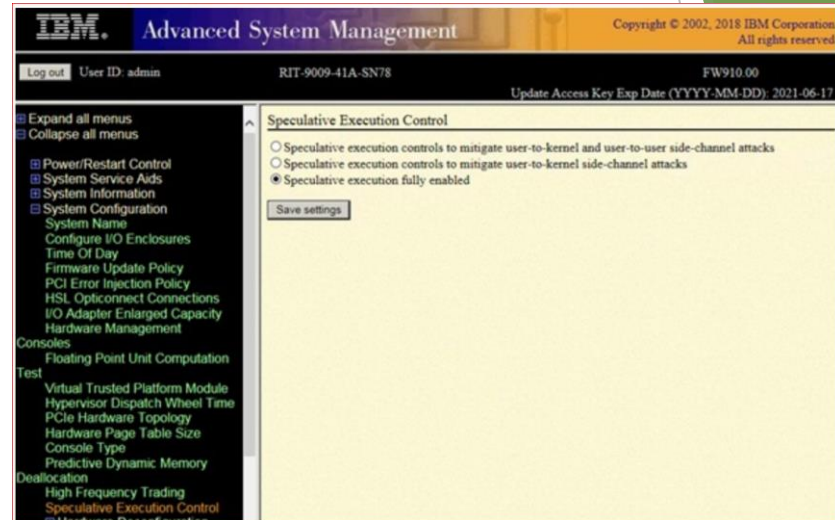 IBM. Advanced System Management
Copyright © 2002, 2018 IBM Corporation
All rights reserved
Log out User ID: admin RIT-9009-41A-SN78 FW910.00
Update Access Key Exp Date (YYYY-MM-DD): 2021-06-17
Expand all menus
Collapse all menus
Power/Restart Control
System Service Aids
System Information
System Configuration
System Name
Configure I/O Enclosures
Time Of Day
Firmware Update Policy
PCI Error Injection Policy
HSL Opticonnect Connections
I/O Adapter Enlarged Capacity
Hardware Management
Consoles
Floating Point Unit Computation
Test
Virtual Trusted Platform Module
Hypervisor Dispatch Wheel Time
PCIe Hardware Topology
Hardware Page Table Size
Console Type
Predictive Dynamic Memory
Deallocation
High Frequency Trading
Speculative Execution Control
Speculative Execution Control
Speculative execution controls to mitigate user-to-kernel and user-to-user side-channel attacks
Speculative execution controls to mitigate user-to-kernel side-channel attacks
Speculative execution fully enabled
Save settings